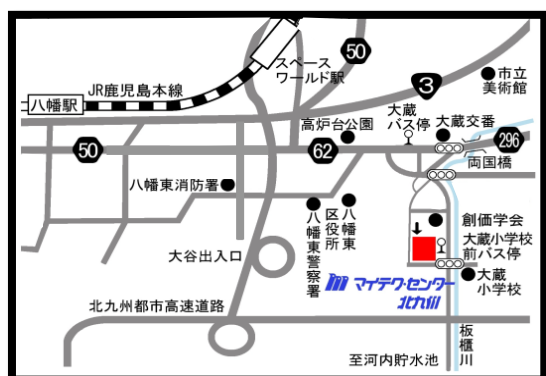 スペース
ワールド駅
50
JR鹿児島本線
3
市立
美術館
八幡駅
大蔵
バス停
大蔵交番
高炉台公園
296
50
62
両国橋
八幡東消防署
八幡東警察署
八幡東
区役所
創価学会
大蔵小学校
前バス停
大谷出入口
マイテク・センター
北九州
大蔵
小学校
北九州都市高速道路
板櫃川
至河内貯水池